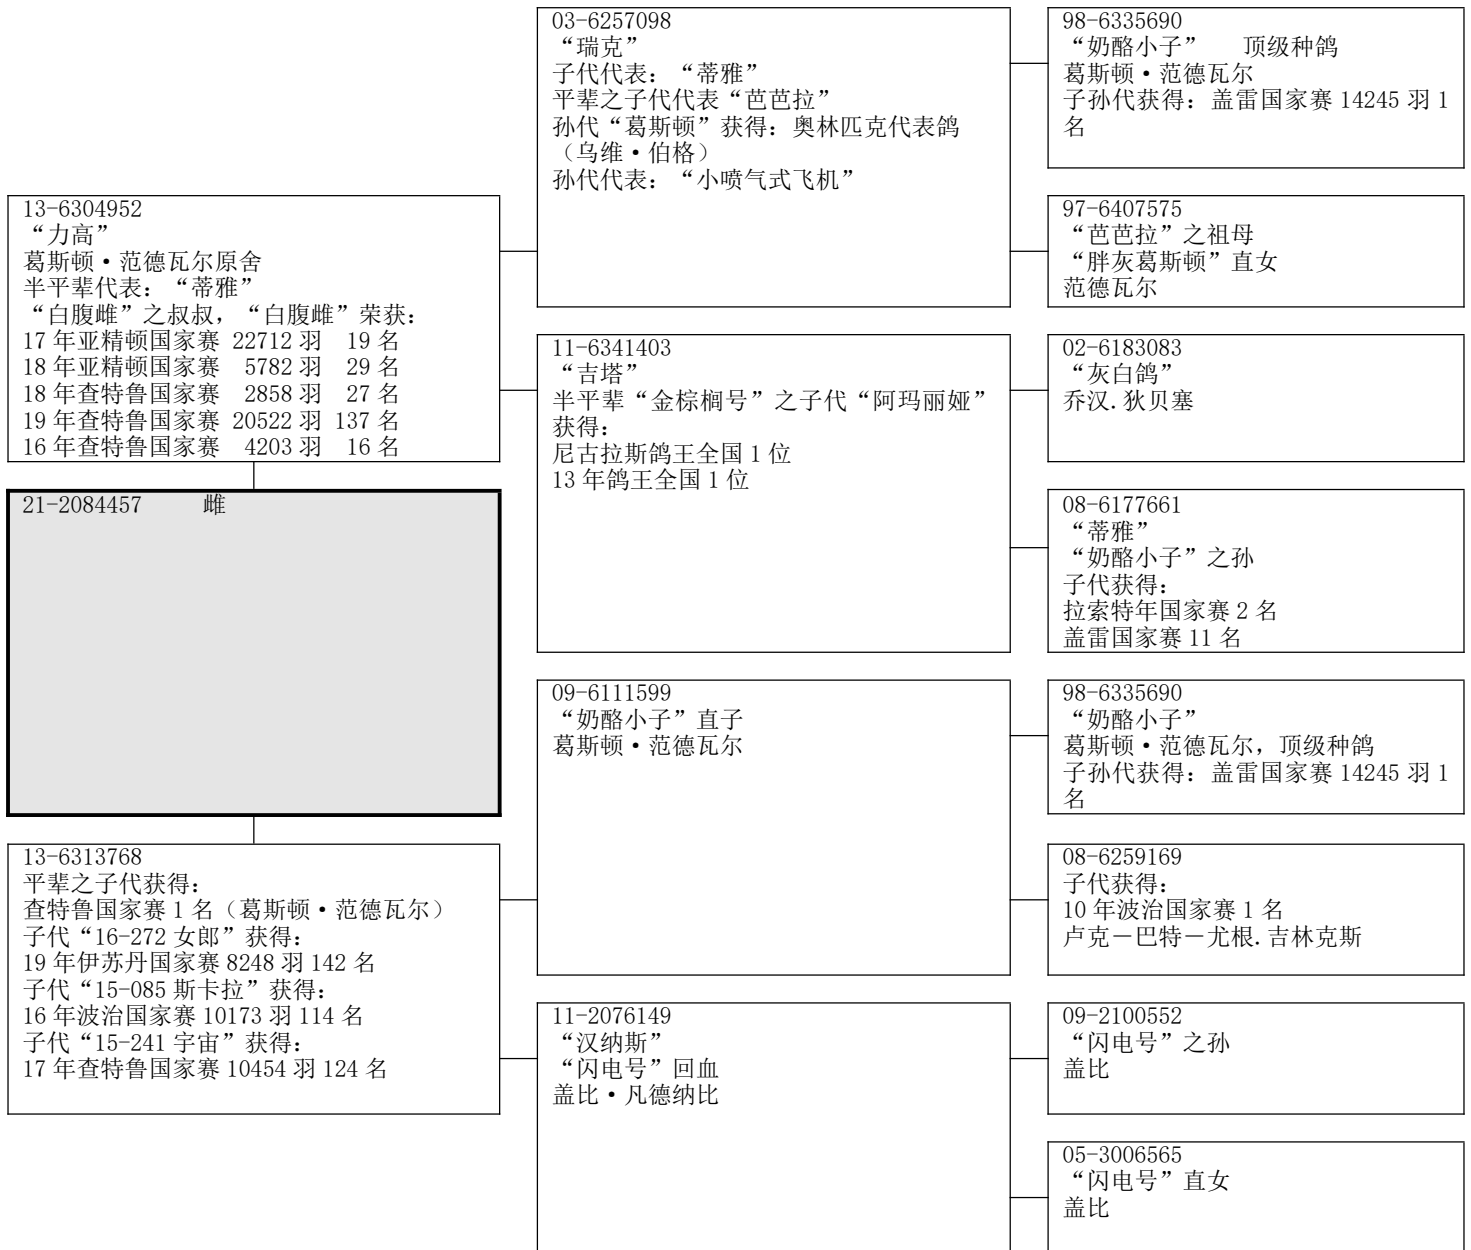 13-6304952
“力高”
葛斯顿•范德瓦尔原舍
半平辈代表：“蒂雅”
“白腹雌”之叔叔，“白腹雌”荣获：
17 年亚精顿国家赛 22712 羽 19 名
18 年亚精顿国家赛 5782 羽 29 名
18 年查特鲁国家赛 2858 羽 27 名
19 年查特鲁国家赛 20522 羽 137 名
16 年查特鲁国家赛 4203 羽 16 名
21-2084457 雌
13-6313768
平辈之子代获得：
查特鲁国家赛 1 名（葛斯顿•范德瓦尔）
子代“16-272 女郎”获得：
19 年伊苏丹国家赛 8248 羽 142 名
子代“15-085 斯卡拉”获得：
16 年波治国家赛 10173 羽 114 名
子代“15-241 宇宙”获得：
17 年查特鲁国家赛 10454 羽 124 名
03-6257098
“瑞克”
子代代表：“蒂雅”
平辈之子代代表“芭芭拉”
孙代“葛斯顿”获得：奥林匹克代表鸽
（乌维•伯格）
孙代代表：“小喷气式飞机”
11-6341403
“吉塔”
半平辈“金棕榈号”之子代“阿玛丽娅”
获得：
尼古拉斯鸽王全国 1 位
13 年鸽王全国 1 位
09-6111599
“奶酪小子”直子
葛斯顿•范德瓦尔
11-2076149
“汉纳斯”
“闪电号”回血
盖比•凡德纳比
98-6335690
“奶酪小子” 顶级种鸽
葛斯顿•范德瓦尔
子孙代获得：盖雷国家赛 14245 羽 1
名
97-6407575
“芭芭拉”之祖母
“胖灰葛斯顿”直女
范德瓦尔
02-6183083
“灰白鸽”
乔汉.狄贝塞
08-6177661
“蒂雅”
“奶酪小子”之孙
子代获得：
拉索特年国家赛 2 名
盖雷国家赛 11 名
98-6335690
“奶酪小子”
葛斯顿•范德瓦尔，顶级种鸽
子孙代获得：盖雷国家赛 14245 羽 1
名
08-6259169
子代获得：
10 年波治国家赛 1 名
卢克－巴特－尤根.吉林克斯
09-2100552
“闪电号”之孙
盖比
05-3006565
“闪电号”直女
盖比